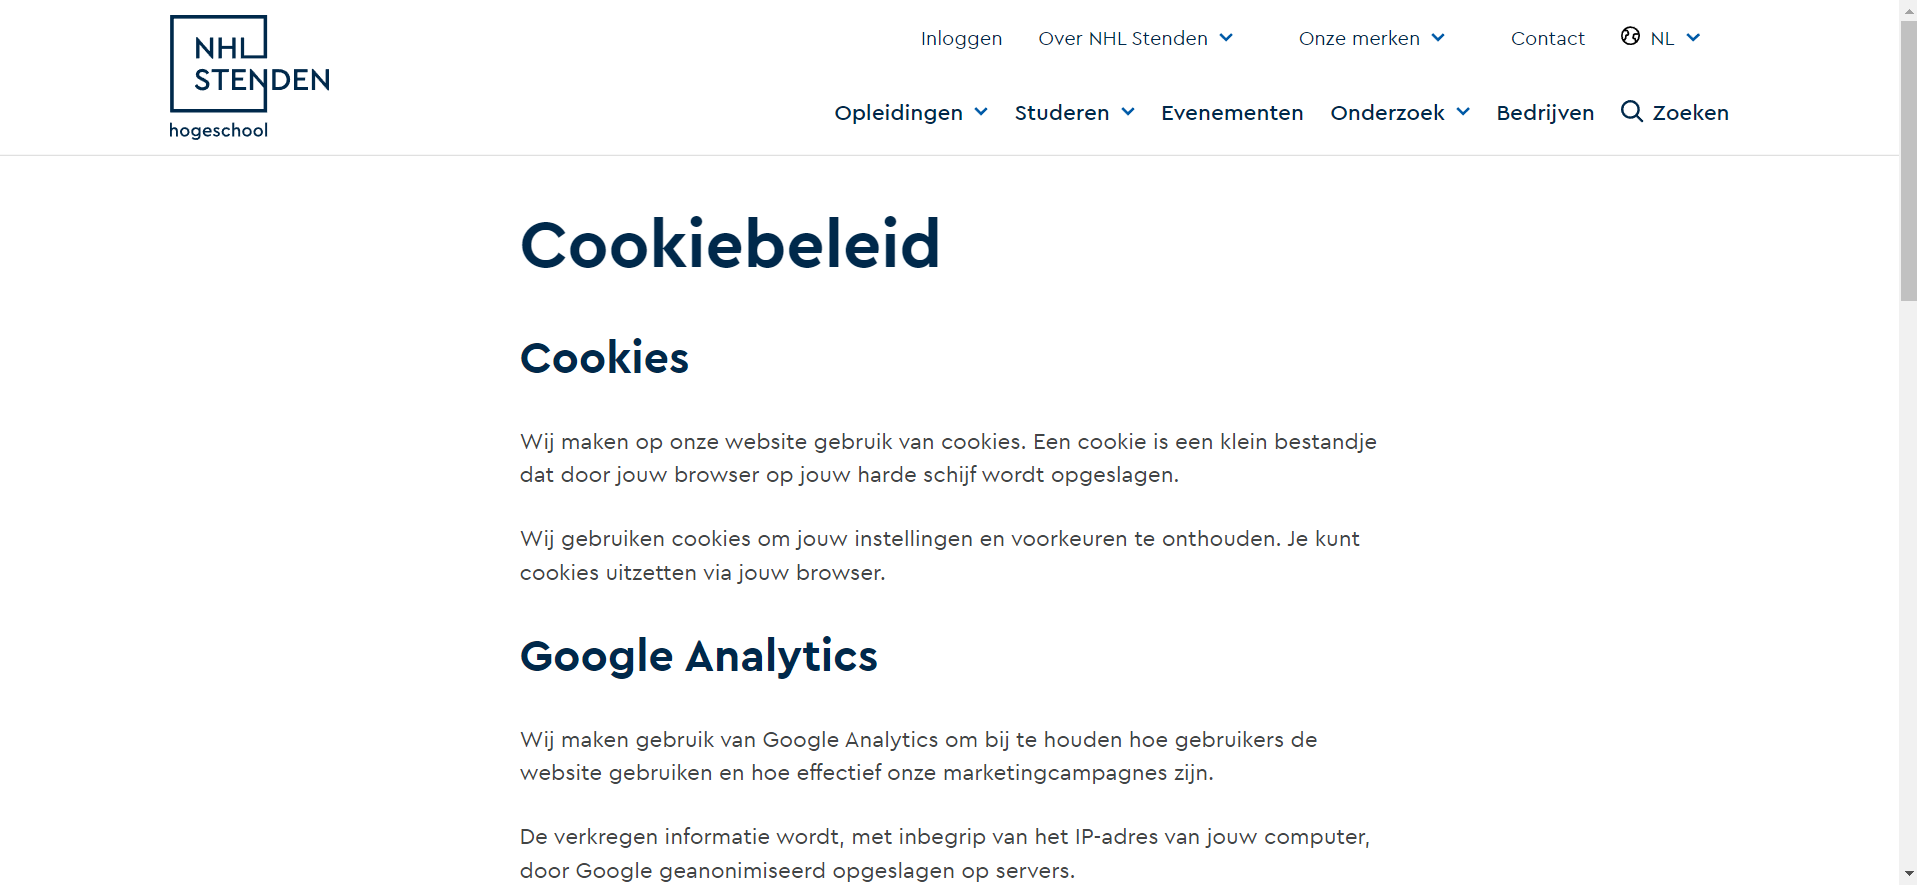 NHL
STENDEN
hogeschool
Inloggen Over NHL Stenden Onze merken Contact NL
Opleidingen Studeren Evenementen Onderzoek Bedrijven Zoeken
Cookiebeleid
Cookies
Wij maken op onze website gebruik van cookies. Een cookie is een klein bestandje
dat door jouw browser op jouw harde schijf wordt opgeslagen.
Wij gebruiken cookies om jouw instellingen en voorkeuren te onthouden. Je kunt
cookies uitzetten via jouw browser.
Google Analytics
Wij maken gebruik van Google Analytics om bij te houden hoe gebruikers de
website gebruiken en hoe effectief onze marketingcampagnes zijn.
De verkregen informatie wordt, met inbegrip van het IP-adres van jouw computer,
door Google geanonimiseerd opgeslagen op servers.